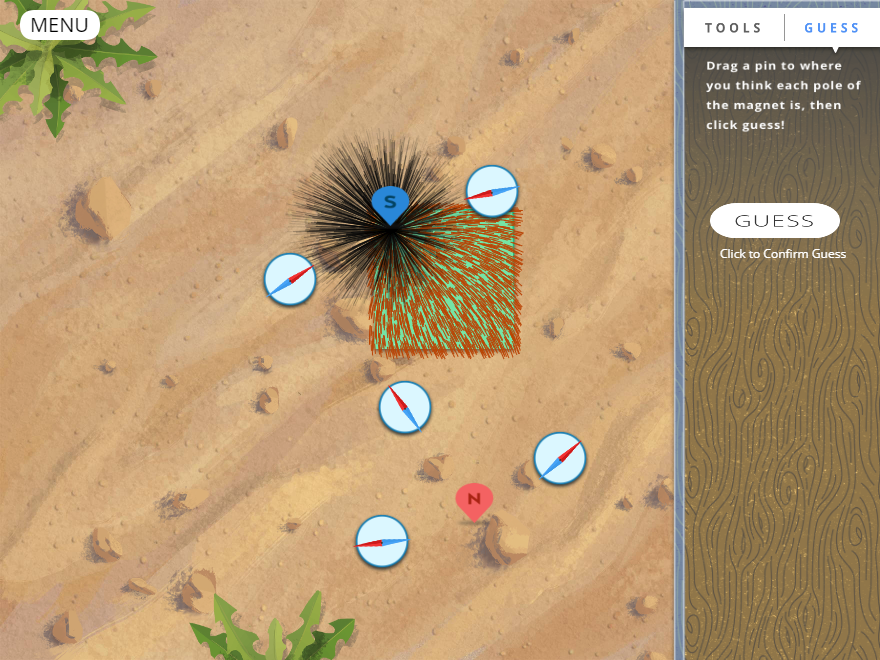 MENU
TOOLS GUESS
Drag a pin to where
you think each pole of
the magnet is, then
click guess!
S
GUESS
Click to Confirm Guess
N